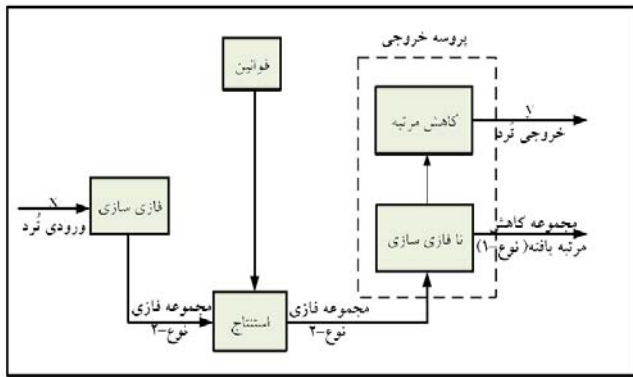 پروسه خروجی
قوانین
کاهش مرتبه
y
خروجی تُرد
فازی سازی
x
ورودی تُرد
نا فازی سازی
مجموعه کاهش
مرتبه یافته( نوع-۱)
مجموعه فازی
نوع-۲
استنتاج
مجموعه فازی
نوع-۲